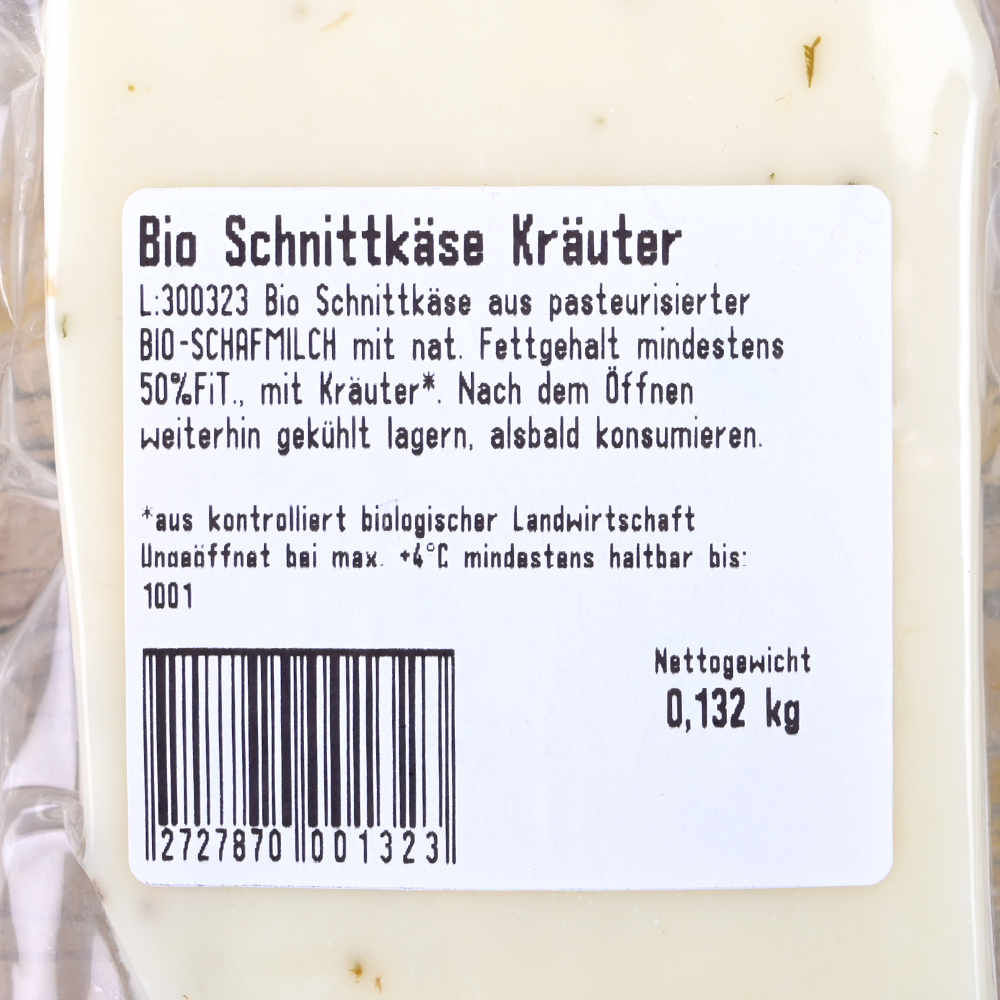 Bio Schnittkäse Kräuter
L:300323 Bio Schnittkäse aus pasteurisierter
BIO-SCHAFMILCH mit nat. Fettgehalt mindestens
50%FiT., mit Kräuter*. Nach dem Öffnen
weiterhin gekühlt lagern, alsbald konsumieren.
*aus kontrolliert biologischer Landwirtschaft
Ungeöffnet bei max. +4°C mindestens haltbar bis:
1001
Nettogewicht
0,132 kg
2727870 001323